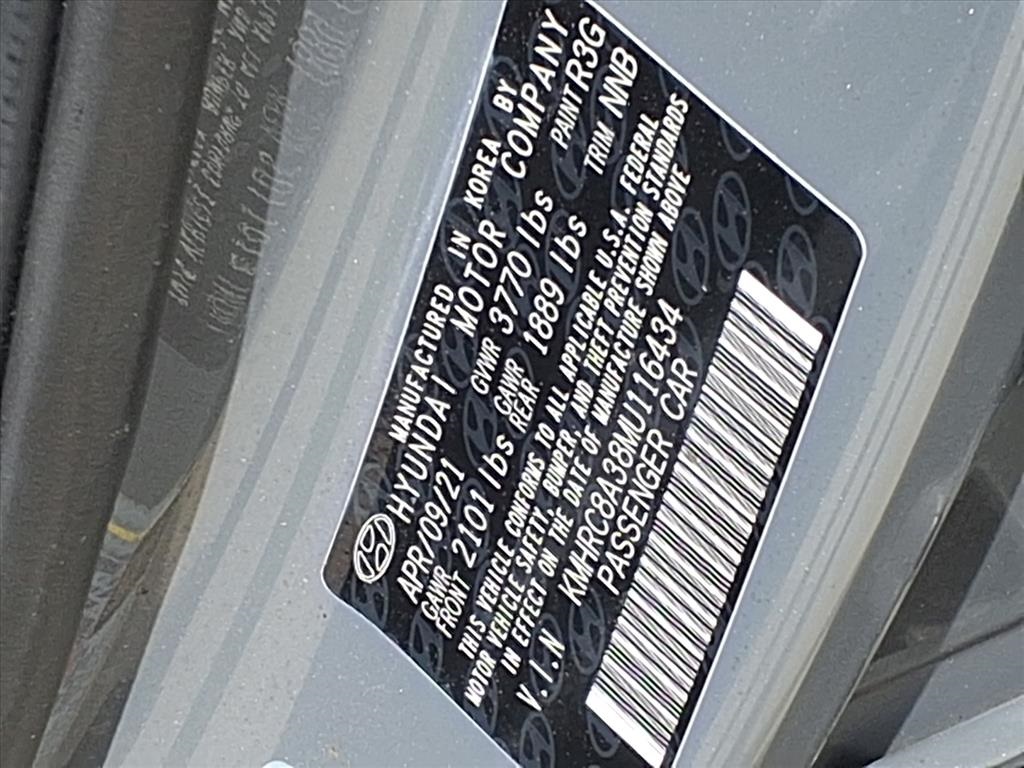 MANUFACTURED IN KOREA BY
HYUNDAI MOTOR COMPANY
APR/09/21 GVWR 3770 lbs PAINT R3G
GAWR FRONT 2101 lbs GAWR REAR 1889 lbs TRIM NNB
THIS VEHICLE CONFORMS TO ALL APPLICABLE U.S.A. FEDERAL
MOTOR VEHICLE SAFETY, BUMPER, AND THEFT PREVENTION STANDARDS
IN EFFECT ON THE DATE OF MANUFACTURE SHOWN ABOVE
V.I.N KMHRC8A38MU116434
PASSENGER CAR